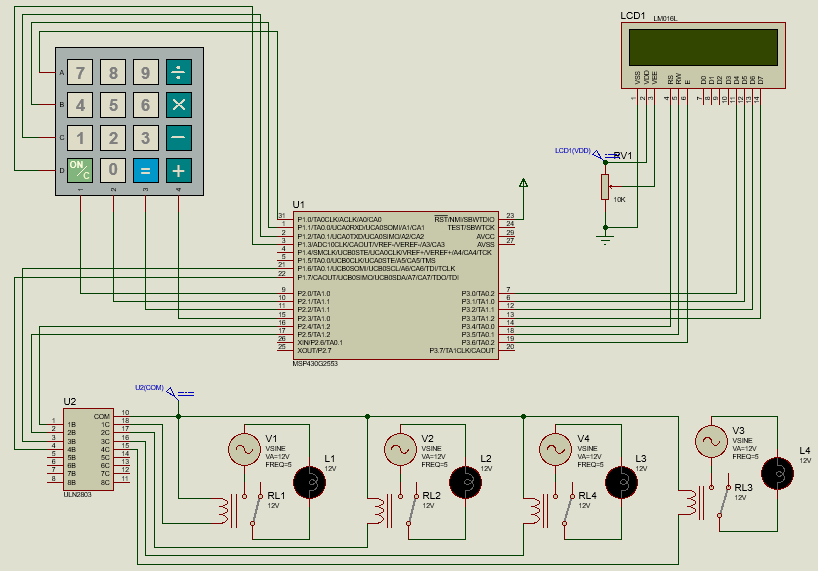 LCD1
LM016L
VSS
VDD
VEE
RS
RW
E
D0
D1
D2
D3
D4
D5
D6
D7
1
2
3
4
5
6
7
8
9
10
11
12
13
14
A
7 8 9 ÷
B
4 5 6 ×
C
1 2 3 −
D
ON/C 0 = +
1
2
3
4
LCD1(VDD)
RV1
10K
U1
31 P1.0/TA0CLK/ACLK/A0/CA0
1 P1.1/TA0.0/UCA0RXD/UCA0SOMI/A1/CA1
2 P1.2/TA0.1/UCA0TXD/UCA0SIMO/A2/CA2
3 P1.3/ADC10CLK/CAOUT/VREF-/VEREF-/A3/CA3
4 P1.4/SMCLK/UCB0STE/UCA0CLK/VREF+/VEREF+/A4/CA4/TCK
5 P1.5/TA0.0/UCB0CLK/UCA0STE/A5/CA5/TMS
21 P1.6/TA0.1/UCB0SOMI/UCB0SCL/A6/CA6/TDI/TCLK
22 P1.7/CAOUT/UCB0SIMO/UCB0SDA/A7/CA7/TDO/TDI
9 P2.0/TA1.0
10 P2.1/TA1.1
11 P2.2/TA1.1
15 P2.3/TA1.0
16 P2.4/TA1.2
17 P2.5/TA1.2
26 XIN/P2.6/TA0.1
25 XOUT/P2.7
RST/NMI/SBWTDIO 23
TEST/SBWTCK 24
AVCC 29
AVSS 27
P3.0/TA0.2 7
P3.1/TA1.0 6
P3.2/TA1.1 12
P3.3/TA1.2 13
P3.4/TA0.0 14
P3.5/TA0.1 18
P3.6/TA0.2 19
P3.7/TA1CLK/CAOUT 20
MSP430G2553
U2(COM)
U2
COM 10
1 1B 1C 18
2 2B 2C 17
3 3B 3C 16
4 4B 4C 15
5 5B 5C 14
6 6B 6C 13
7 7B 7C 12
8 8B 8C 11
ULN2803
V1
VSINE
VA=12V
FREQ=5
L1
12V
RL1
12V
V2
VSINE
VA=12V
FREQ=5
L2
12V
RL2
12V
V4
VSINE
VA=12V
FREQ=5
L3
12V
RL4
12V
V3
VSINE
VA=12V
FREQ=5
L4
12V
RL3
12V